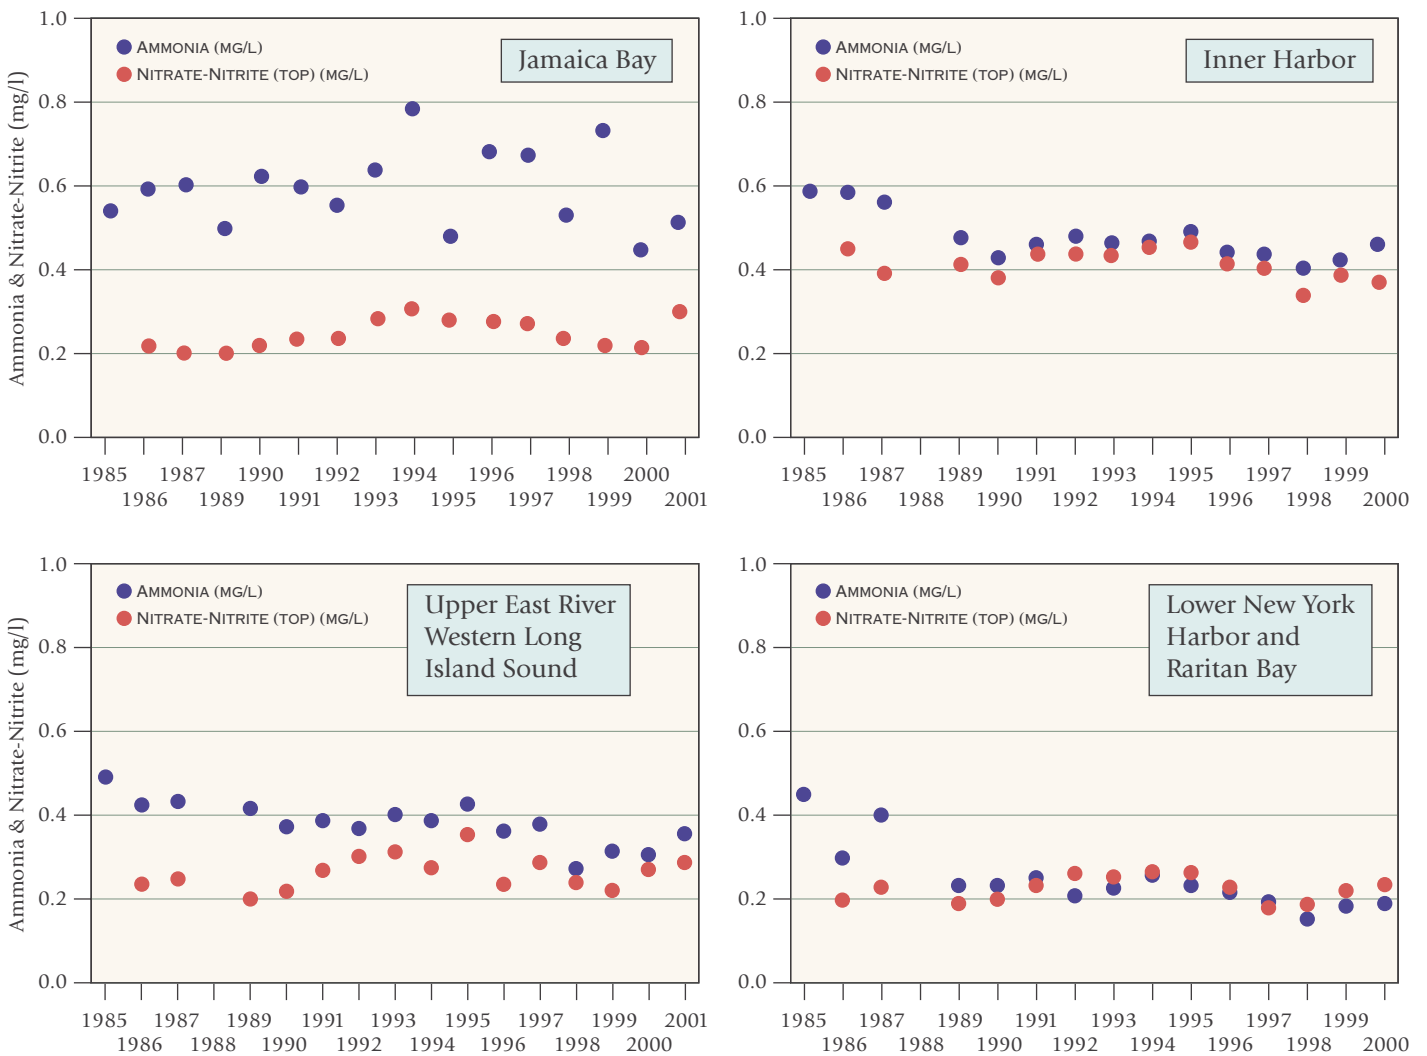 1.0
AMMONIA (MG/L)
NITRATE-NITRITE (TOP) (MG/L)
Jamaica Bay
0.8
0.6
0.4
0.2
0.0
Ammonia & Nitrate-Nitrite (mg/l)
1985 1987 1990 1992 1994 1996 1998 2000
1986 1989 1991 1993 1995 1997 1999 2001
1.0
AMMONIA (MG/L)
NITRATE-NITRITE (TOP) (MG/L)
Inner Harbor
0.8
0.6
0.4
0.2
0.0
1985 1987 1989 1991 1993 1995 1997 1999
1986 1988 1990 1992 1994 1996 1998 2000
1.0
AMMONIA (MG/L)
NITRATE-NITRITE (TOP) (MG/L)
Upper East River
Western Long
Island Sound
0.8
0.6
0.4
0.2
0.0
Ammonia & Nitrate-Nitrite (mg/l)
1985 1987 1989 1991 1993 1995 1997 1999 2001
1986 1988 1990 1992 1994 1996 1998 2000
1.0
AMMONIA (MG/L)
NITRATE-NITRITE (TOP) (MG/L)
Lower New York
Harbor and
Raritan Bay
0.8
0.6
0.4
0.2
0.0
1985 1987 1989 1991 1993 1995 1997 1999
1986 1988 1990 1992 1994 1996 1998 2000